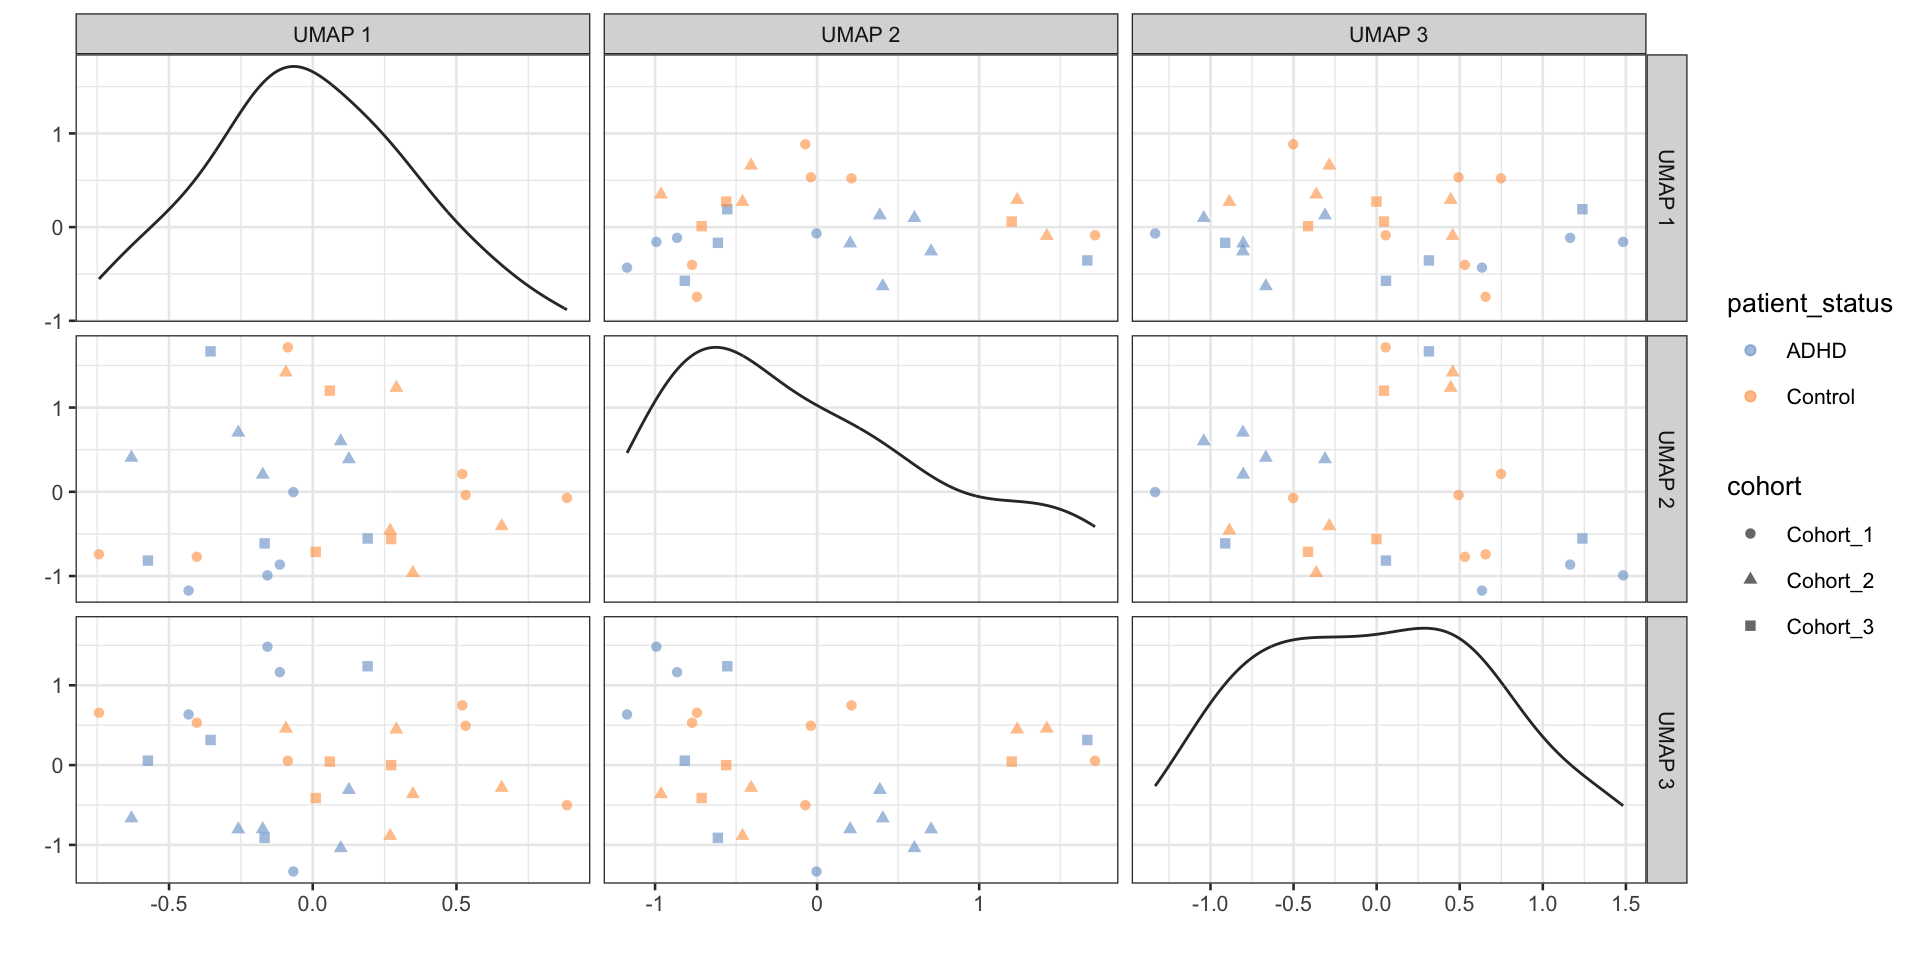 UMAP 1 UMAP 2 UMAP 3
1
0
-1
UMAP 1
1
0
-1
UMAP 2
1
0
-1
UMAP 3
-0.5 0.0 0.5 -1 0 1 -1.0 -0.5 0.0 0.5 1.0 1.5
patient_status
ADHD
Control
cohort
Cohort_1
Cohort_2
Cohort_3